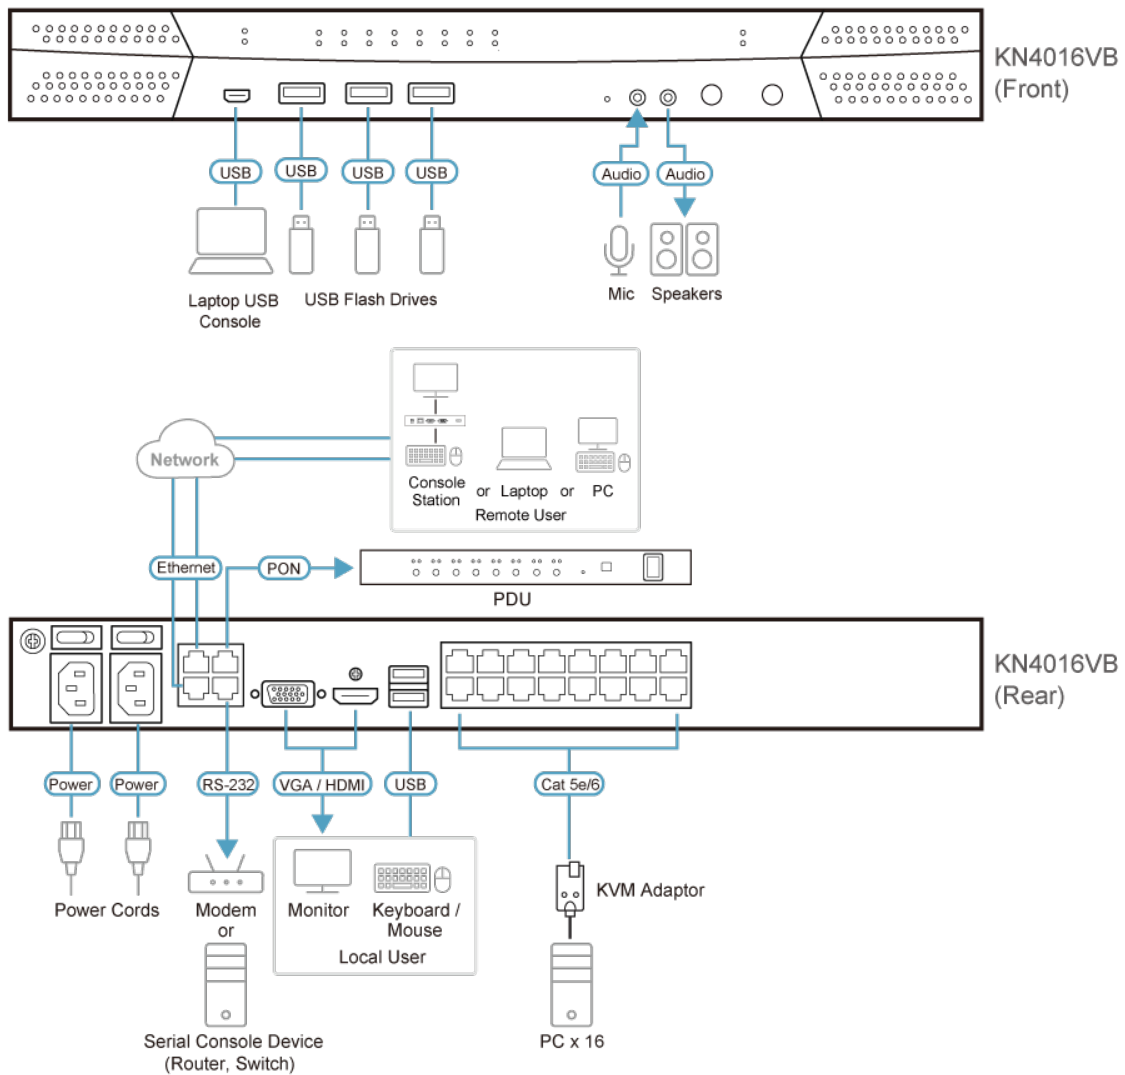 KN4016VB
(Front)
USB
USB
USB
USB
Audio
Audio
Laptop USB
Console
USB Flash Drives
Mic
Speakers
Network
Console
Station
or
Laptop
or
PC
Remote User
Ethernet
PON
PDU
KN4016VB
(Rear)
Power
Power
RS-232
VGA / HDMI
USB
Cat 5e/6
Power Cords
Modem
or
Serial Console Device
(Router, Switch)
Monitor
Keyboard /
Mouse
Local User
KVM Adaptor
PC x 16